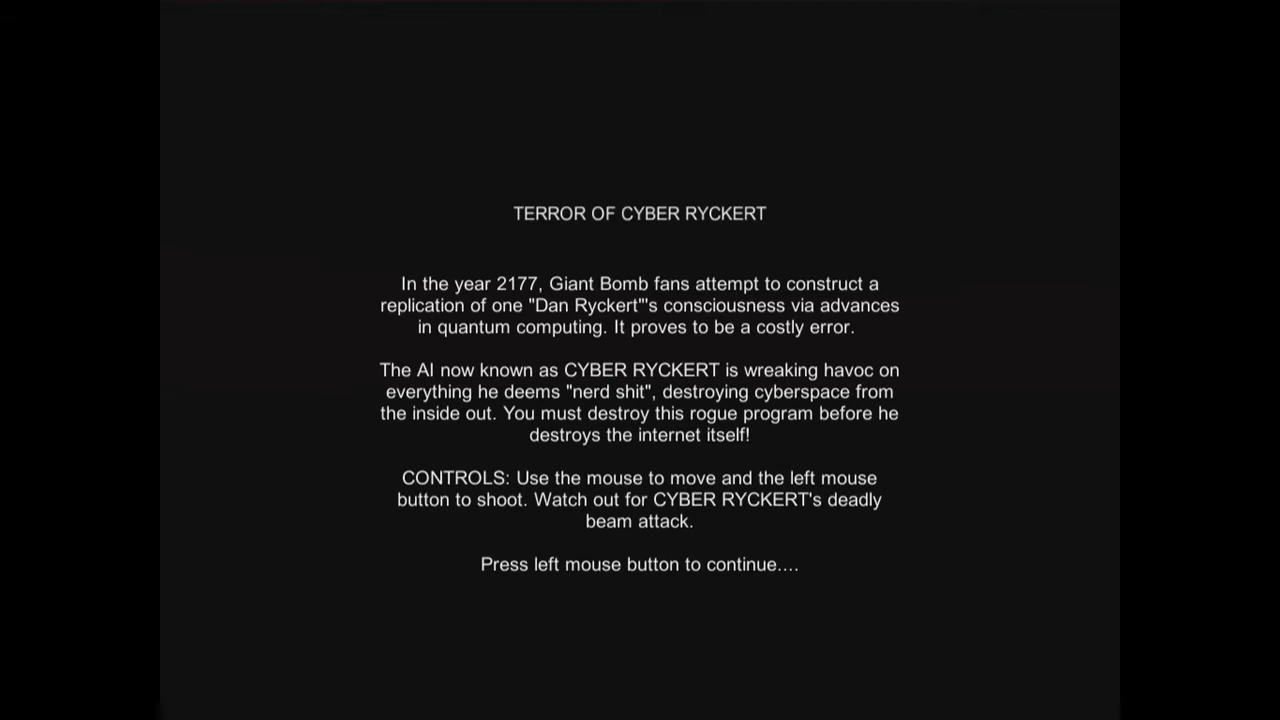 TERROR OF CYBER RYCKERT
In the year 2177, Giant Bomb fans attempt to construct a
replication of one "Dan Ryckert"'s consciousness via advances
in quantum computing. It proves to be a costly error.
The AI now known as CYBER RYCKERT is wreaking havoc on
everything he deems "nerd shit", destroying cyberspace from
the inside out. You must destroy this rogue program before he
destroys the internet itself!
CONTROLS: Use the mouse to move and the left mouse
button to shoot. Watch out for CYBER RYCKERT's deadly
beam attack.
Press left mouse button to continue....